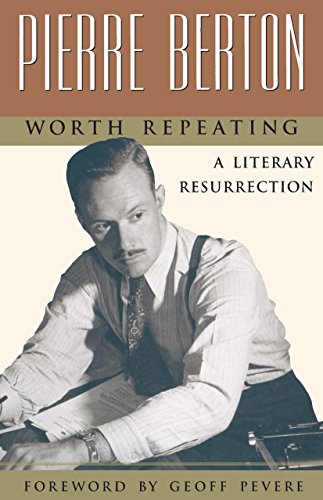 PIERRE BERTON
WORTH REPEATING
A LITERARY
RESURRECTION
FOREWORD BY GEOFF PEVERE